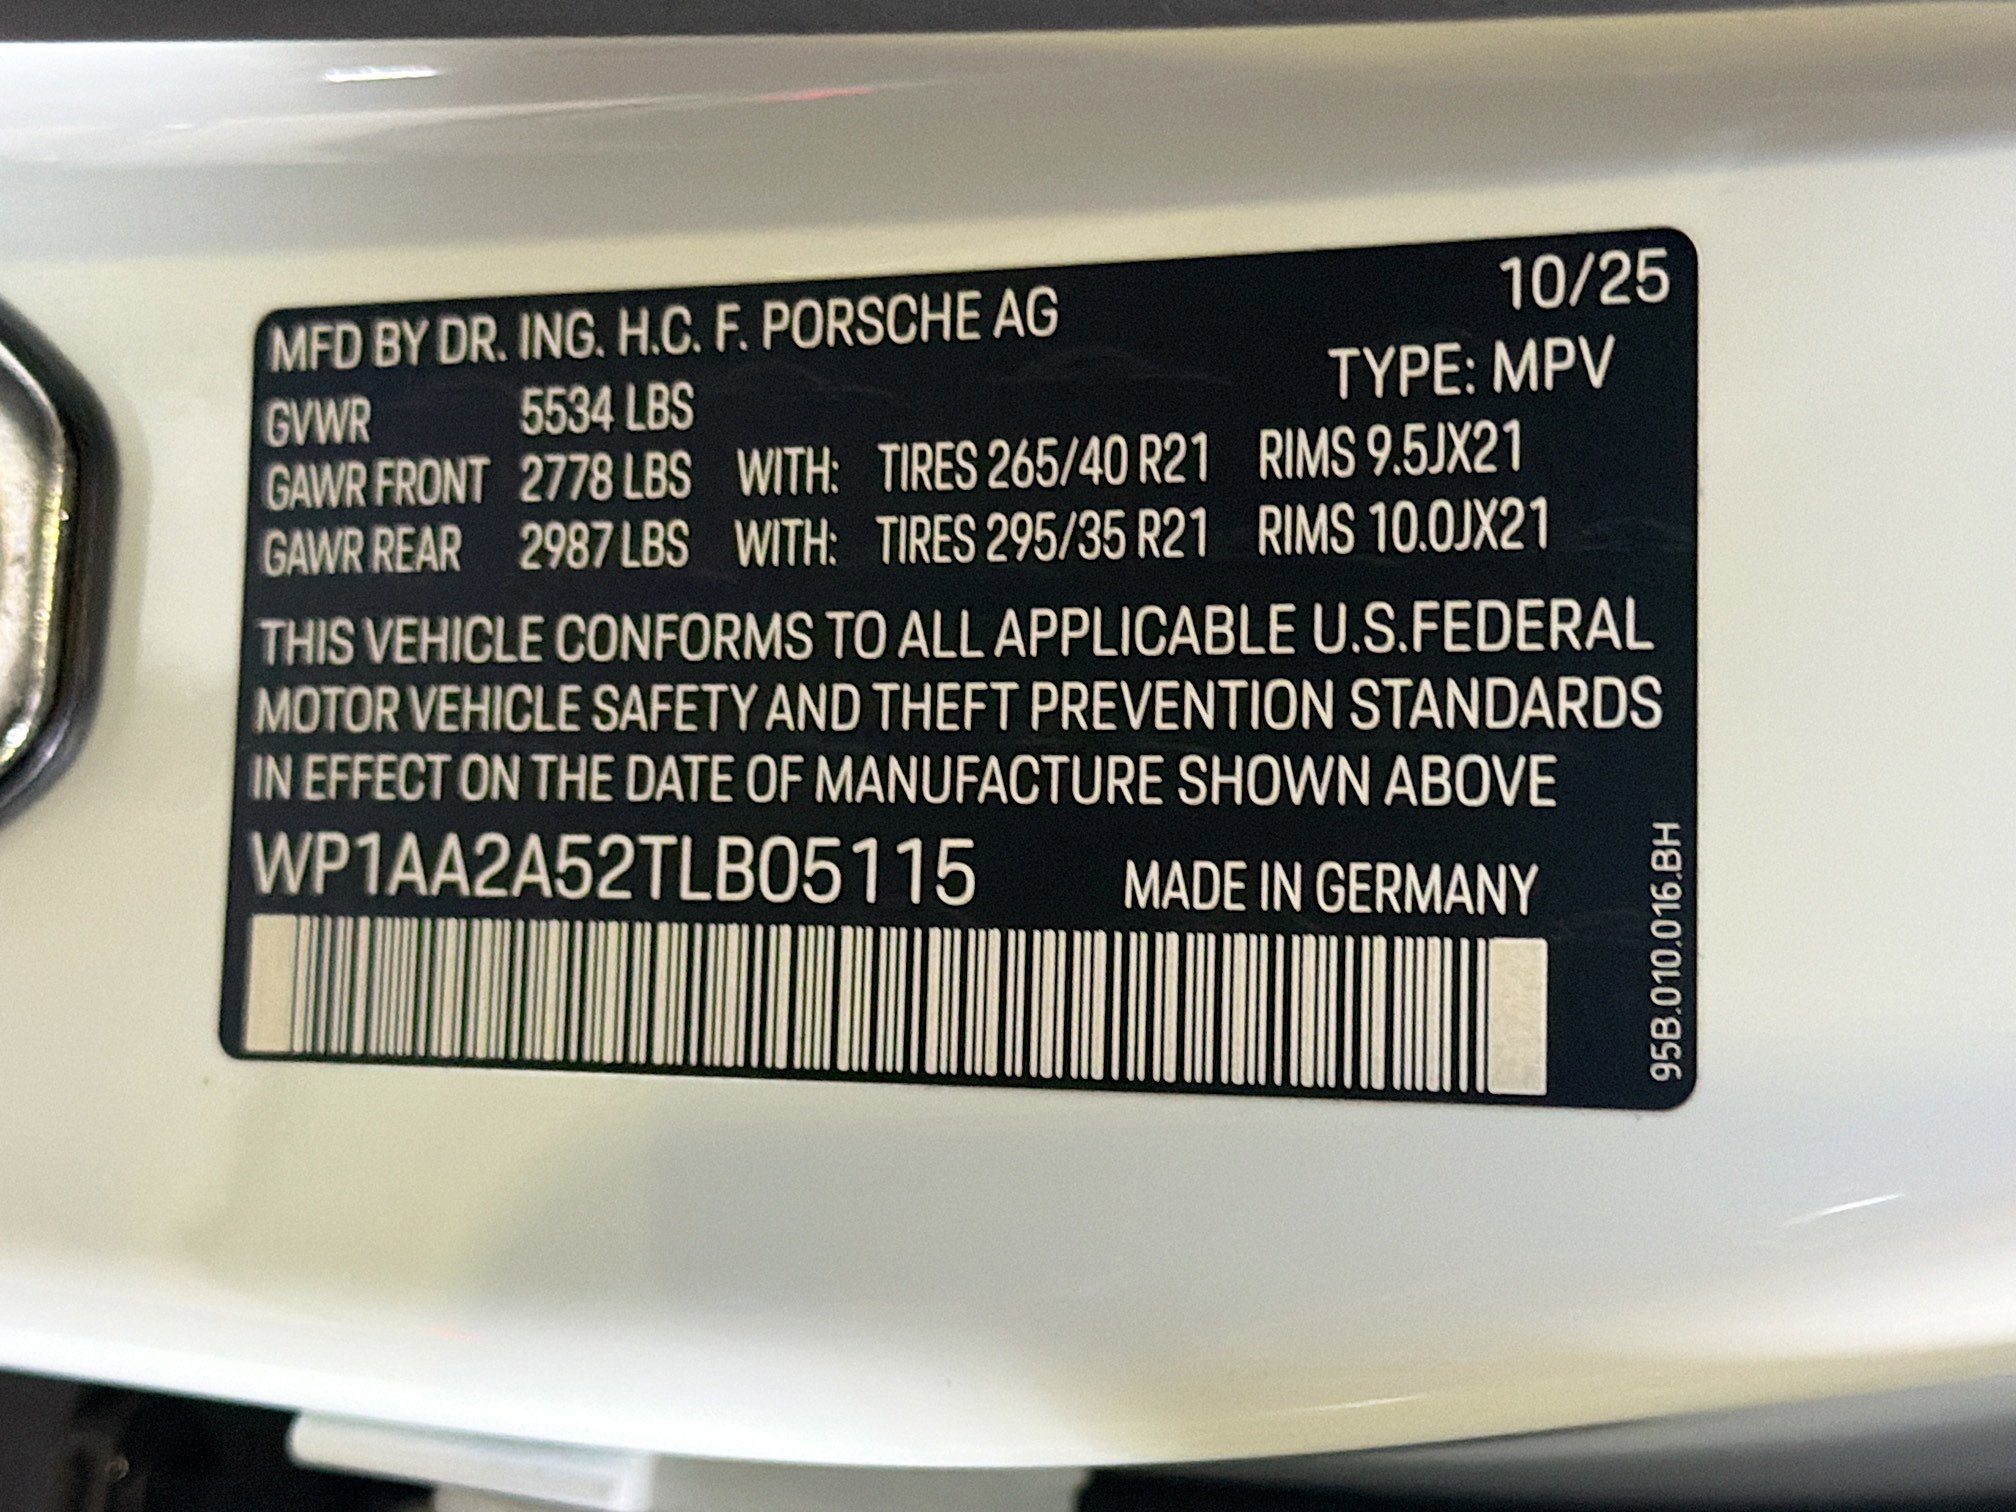 MFD BY DR. ING. H.C. F. PORSCHE AG 10/25
TYPE: MPV
GVWR 5534 LBS
GAWR FRONT 2778 LBS WITH: TIRES 265/40 R21 RIMS 9.5JX21
GAWR REAR 2987 LBS WITH: TIRES 295/35 R21 RIMS 10.0JX21
THIS VEHICLE CONFORMS TO ALL APPLICABLE U.S.FEDERAL
MOTOR VEHICLE SAFETY AND THEFT PREVENTION STANDARDS
IN EFFECT ON THE DATE OF MANUFACTURE SHOWN ABOVE
WP1AA2A52TLB05115 MADE IN GERMANY
95B.010.016.BH